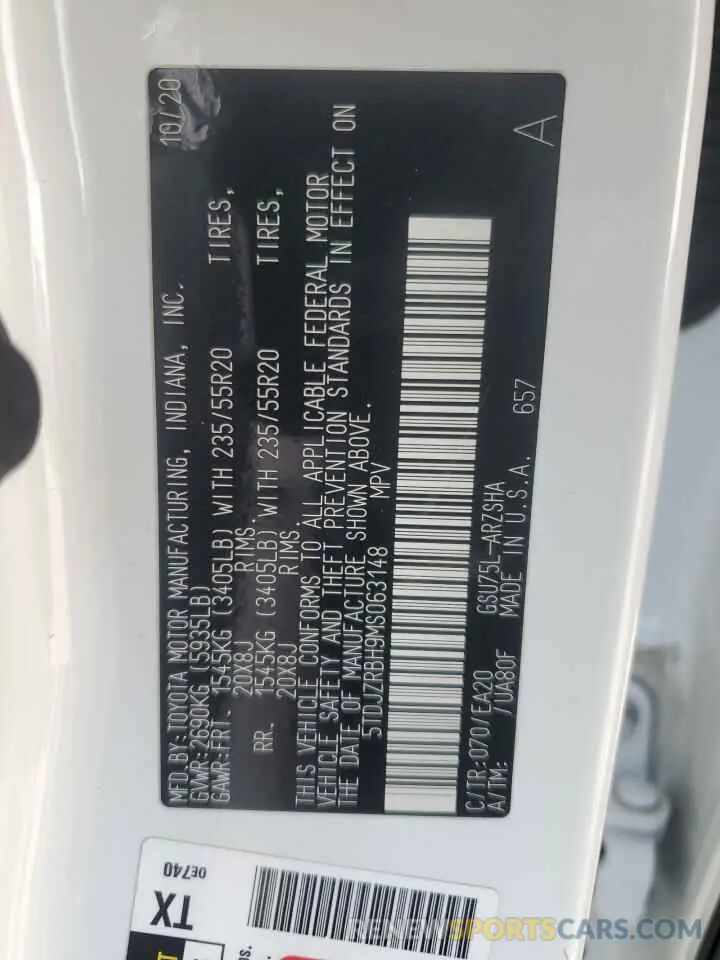 MFD.BY:TOYOTA MOTOR MANUFACTURING, INDIANA, INC. 10/20
GVWR:2690KG (5935LB)
GAWR:FRT. 1545KG (3405LB) WITH 235/55R20 TIRES,
20X8J RIMS.
RR. 1545KG (3405LB) WITH 235/55R20 TIRES,
20X8J RIMS.
THIS VEHICLE CONFORMS TO ALL APPLICABLE FEDERAL MOTOR
VEHICLE SAFETY AND THEFT PREVENTION STANDARDS IN EFFECT ON
THE DATE OF MANUFACTURE SHOWN ABOVE.
5TDJZRBH9MS063148 MPV
C/TR:070/EA20 GSU75L-ARZSHA
A/TM: /UA80F MADE IN U.S.A. 657 A
TX
0E740
RENEWSPORTSCARS.COM